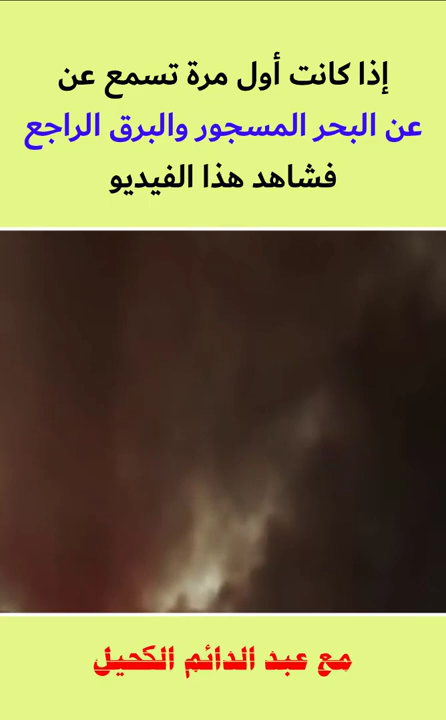 إذا كانت أول مرة تسمع عن
عن البحر المسجور والبرق الراجع
فشاهد هذا الفيديو
مع عبد الدائم الكحيل